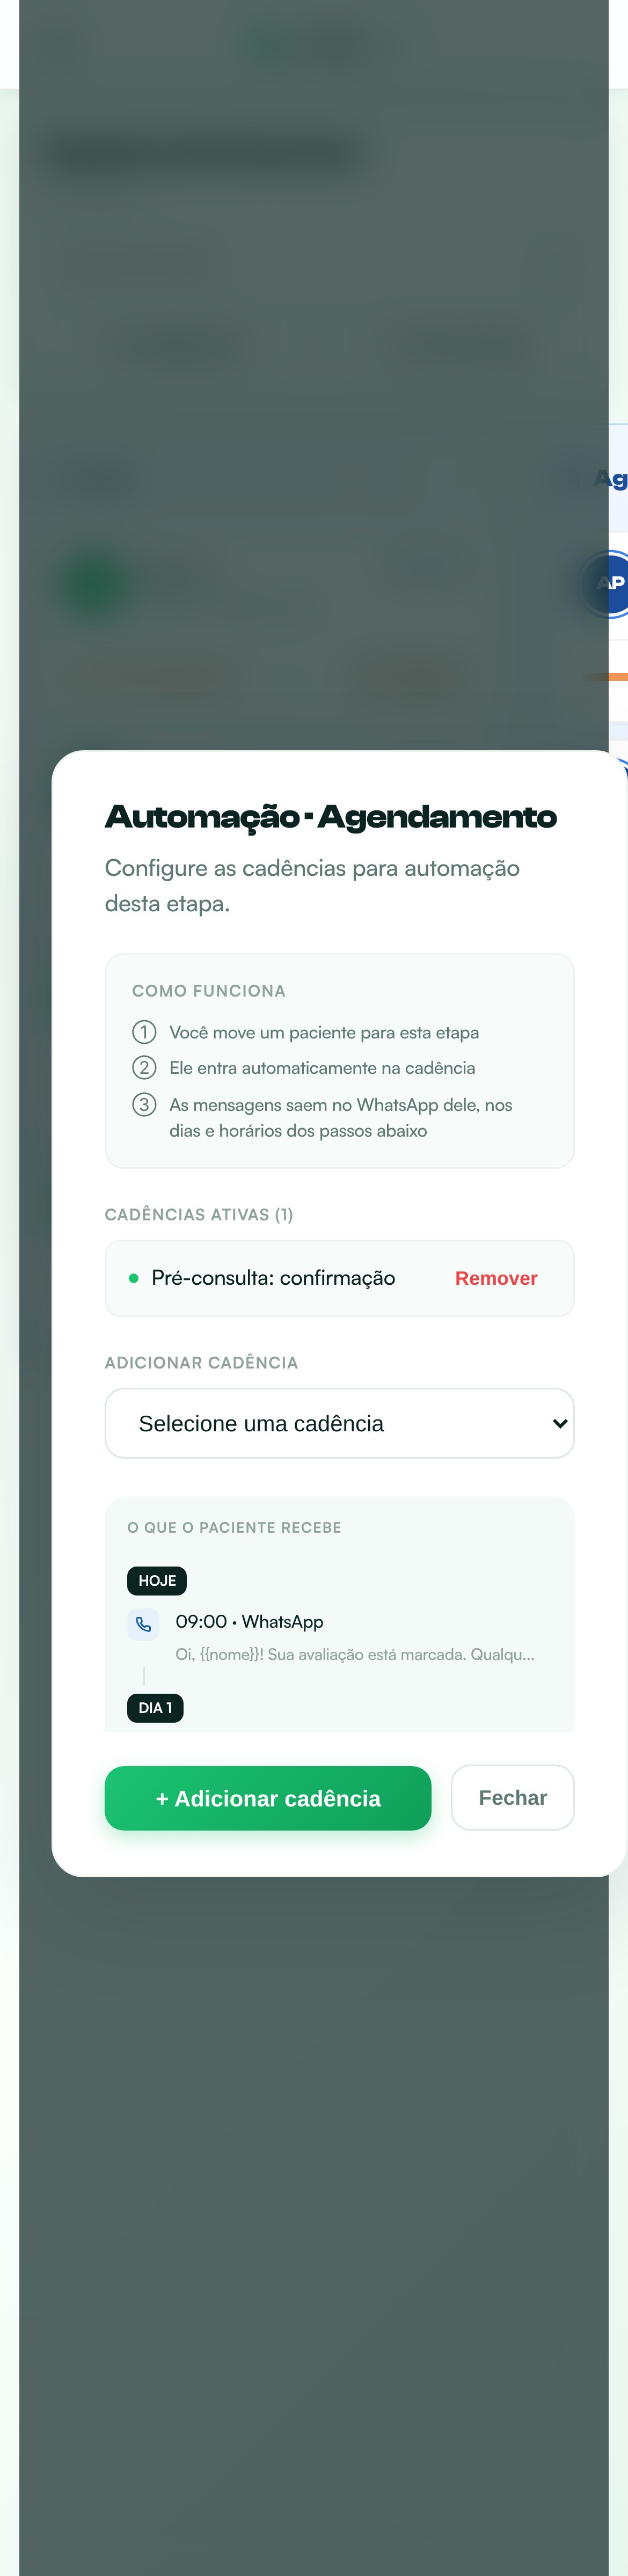 Ag
AP
Automação · Agendamento
Configure as cadências para automação
desta etapa.
COMO FUNCIONA
1 Você move um paciente para esta etapa
2 Ele entra automaticamente na cadência
3 As mensagens saem no WhatsApp dele, nos
dias e horários dos passos abaixo
CADÊNCIAS ATIVAS (1)
Pré-consulta: confirmação Remover
ADICIONAR CADÊNCIA
Selecione uma cadência
O QUE O PACIENTE RECEBE
HOJE
09:00 · WhatsApp
Oi, {{nome}}! Sua avaliação está marcada. Qualqu...
DIA 1
+ Adicionar cadência Fechar